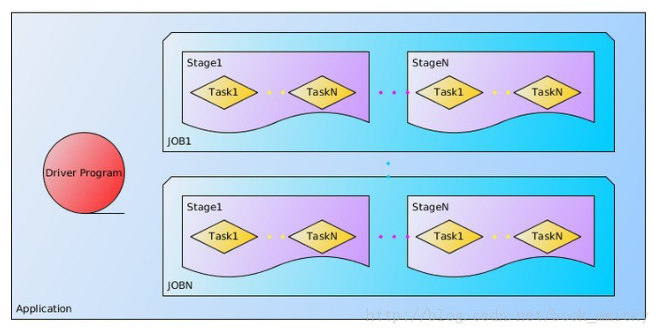 Stage1
StageN
Task1
TaskN
Task1
TaskN
JOB1
Driver Program
Stage1
StageN
Task1
TaskN
Task1
TaskN
JOBN
Application